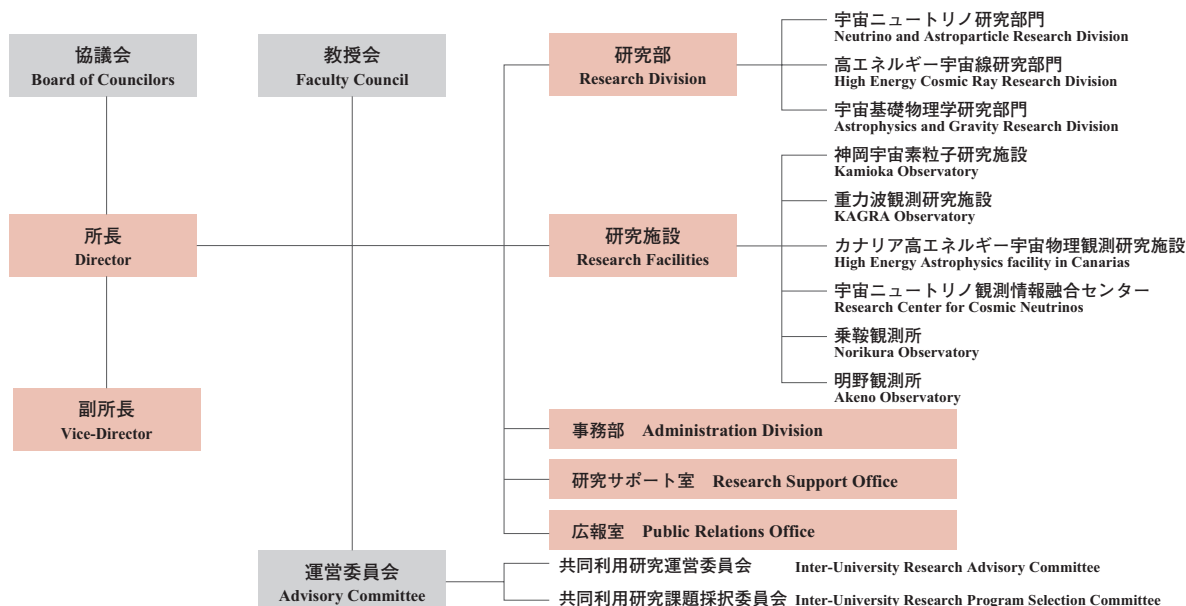 協議会
Board of Councilors
教授会
Faculty Council
研究部
Research Division
宇宙ニュートリノ研究部門
Neutrino and Astroparticle Research Division
高エネルギー宇宙線研究部門
High Energy Cosmic Ray Research Division
宇宙基礎物理学研究部門
Astrophysics and Gravity Research Division
所長
Director
研究施設
Research Facilities
神岡宇宙素粒子研究施設
Kamioka Observatory
重力波観測研究施設
KAGRA Observatory
カナリア高エネルギー宇宙物理観測研究施設
High Energy Astrophysics facility in Canarias
宇宙ニュートリノ観測情報融合センター
Research Center for Cosmic Neutrinos
乗鞍観測所
Norikura Observatory
明野観測所
Akeno Observatory
副所長
Vice-Director
事務部 Administration Division
研究サポート室 Research Support Office
広報室 Public Relations Office
運営委員会
Advisory Committee
共同利用研究運営委員会 Inter-University Research Advisory Committee
共同利用研究課題採択委員会 Inter-University Research Program Selection Committee